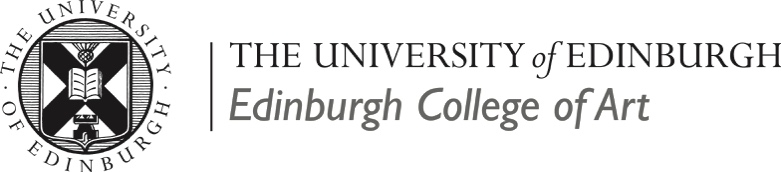 THE UNIVERSITY
OF EDINBURGH
THE UNIVERSITY of EDINBURGH
Edinburgh College of Art